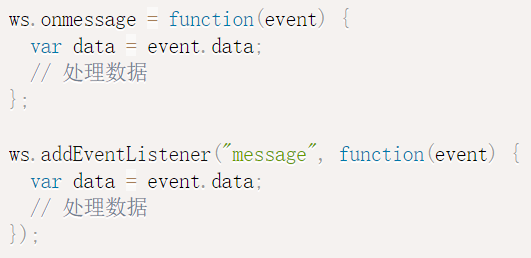 ws.onmessage = function(event) {
  var data = event.data;
  // 处理数据
};

ws.addEventListener("message", function(event) {
  var data = event.data;
  // 处理数据
});